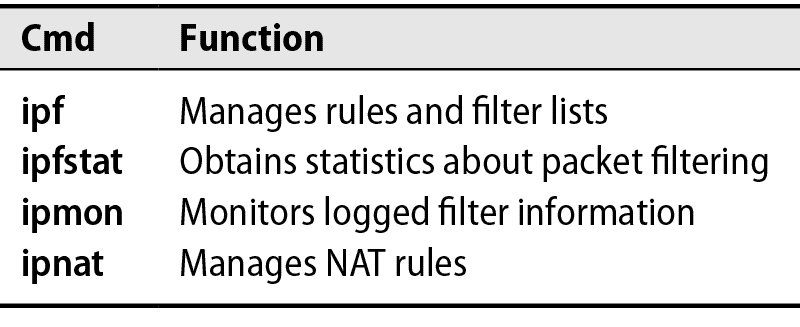 Cmd Function
ipf Manages rules and filter lists
ipfstat Obtains statistics about packet filtering
ipmon Monitors logged filter information
ipnat Manages NAT rules